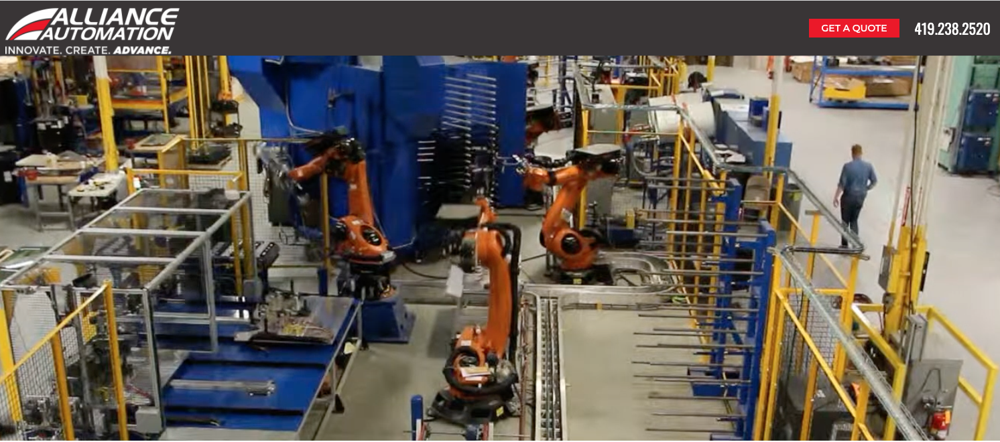 ALLIANCE
AUTOMATION
INNOVATE. CREATE. ADVANCE.
GET A QUOTE
419.238.2520